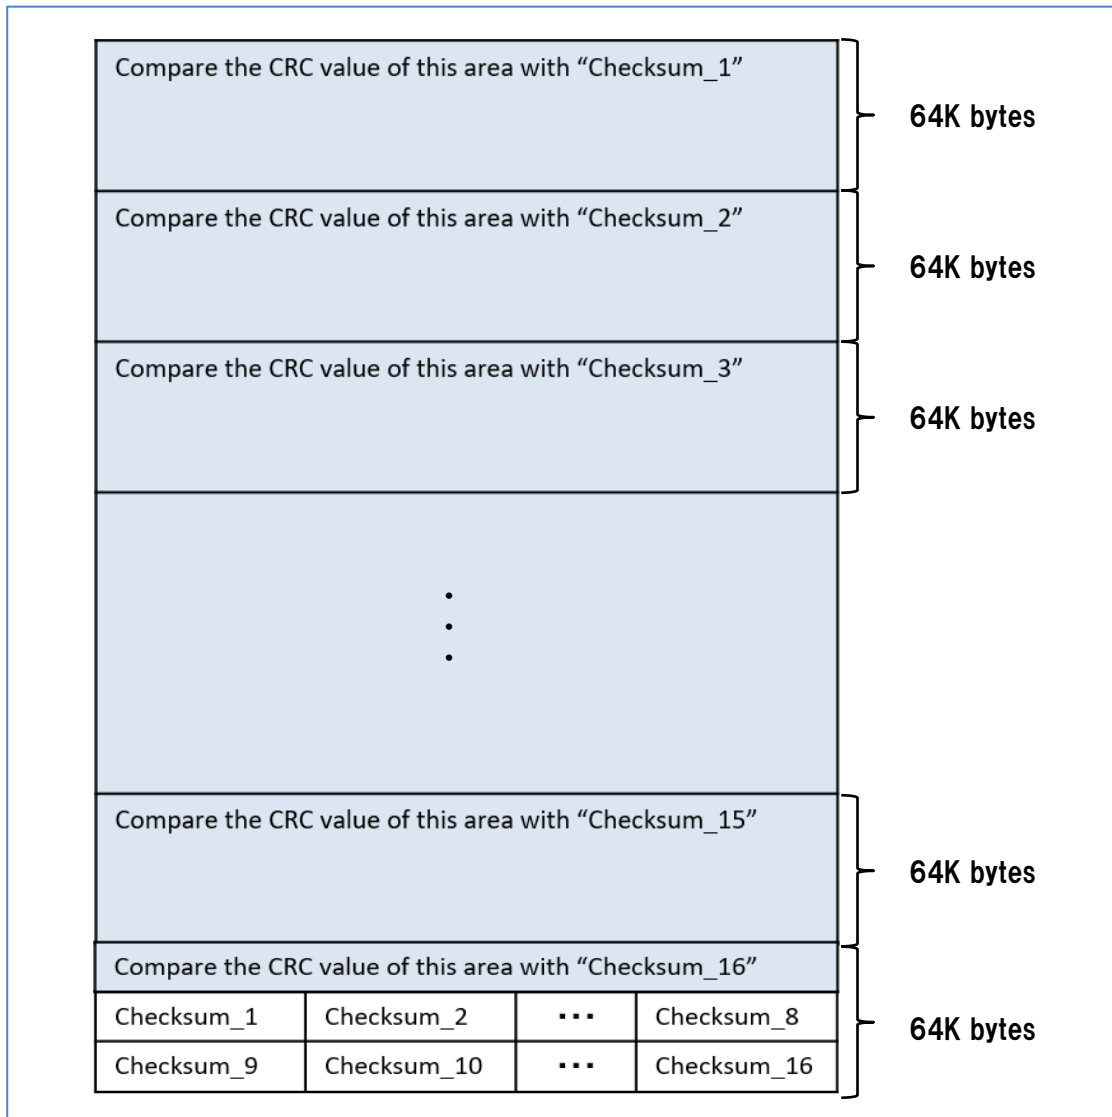 Compare the CRC value of this area with “Checksum_1”
64K bytes
Compare the CRC value of this area with “Checksum_2”
64K bytes
Compare the CRC value of this area with “Checksum_3”
64K bytes
Compare the CRC value of this area with “Checksum_15”
64K bytes
Compare the CRC value of this area with “Checksum_16”
Checksum_1 Checksum_2 ··· Checksum_8
64K bytes
Checksum_9 Checksum_10 ··· Checksum_16